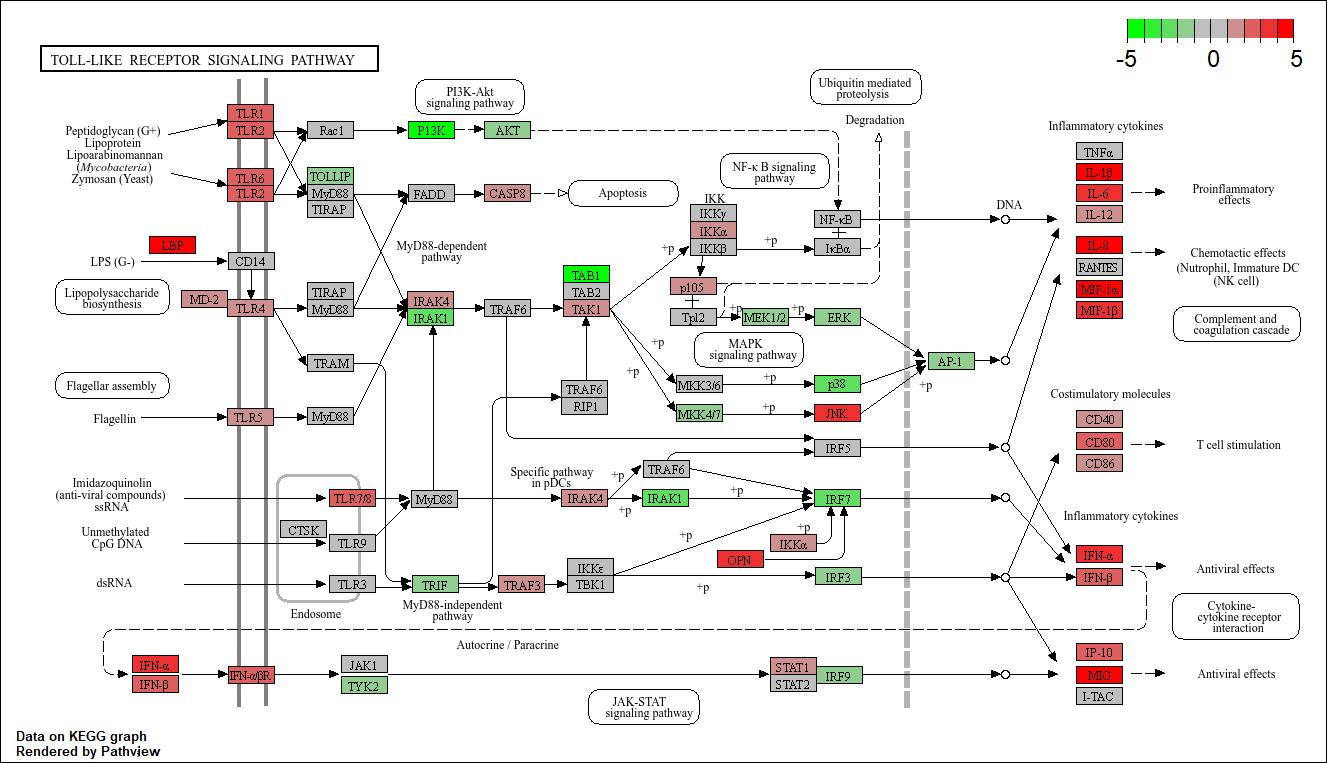 -5 0 5
TOLL-LIKE RECEPTOR SIGNALING PATHWAY
PI3K-Akt
signaling pathway
Ubiquitin mediated
proteolysis
Degradation
Peptidoglycan (G+)
Lipoprotein
Lipoarabinomannan
(Mycobacteria)
Zymosan (Yeast)
TLR1
TLR2
Rac1
P13K
AKT
TLR6
TLR2
TOLLIP
MyD88
TIRAP
FADD
CASP8
Apoptosis
NF-κ B signaling
pathway
IKK
IKKγ
IKKα
IKKβ
+p
+p
NF-κB
IκBα
DNA
Inflammatory cytokines
TNFα
IL-1β
IL-6
IL-12
Proinflammatory
effects
IL-8
RANTES
MIP-1α
MIP-1β
Chemotactic effects
(Nutrophil, Immature DC
(NK cell)
Complement and
coagulation cascade
LBP
LPS (G-)
CD14
MyD88-dependent
pathway
Lipopolysaccharide
biosynthesis
MD-2
TLR4
TIRAP
MyD88
IRAK4
IRAK1
TRAF6
TAB1
TAB2
TAK1
p105
Tpl2
+p
MEK1/2
+p
ERK
MAPK
signaling pathway
AP-1
TRAM
+p
+p
MKK3/6
+p
p38
MKK4/7
+p
JNK
+p
Flagellar assembly
Flagellin
TLR5
MyD88
TRAF6
RIP1
IRF5
Costimulatory molecules
CD40
CD80
CD86
T cell stimulation
Imidazoquinolin
(anti-viral compounds)
ssRNA
TLR7/8
MyD88
Specific pathway
in pDCs
IRAK4
+p
+p
TRAF6
IRAK1
+p
IRF7
Unmethylated
CpG DNA
CTSK
TLR9
+p
+p
IKKα
OPN
Inflammatory cytokines
IFN-α
IFN-β
Antiviral effects
dsRNA
TLR3
Endosome
TRIF
MyD88-independent
pathway
TRAF3
IKKε
TBK1
+p
IRF3
Cytokine-
cytokine receptor
interaction
Autocrine / Paracrine
IFN-α
IFN-β
IFN-α/βR
JAK1
TYK2
STAT1
STAT2
IRF9
JAK-STAT
signaling pathway
IP-10
MIG
I-TAC
Antiviral effects
Data on KEGG graph
Rendered by Pathview